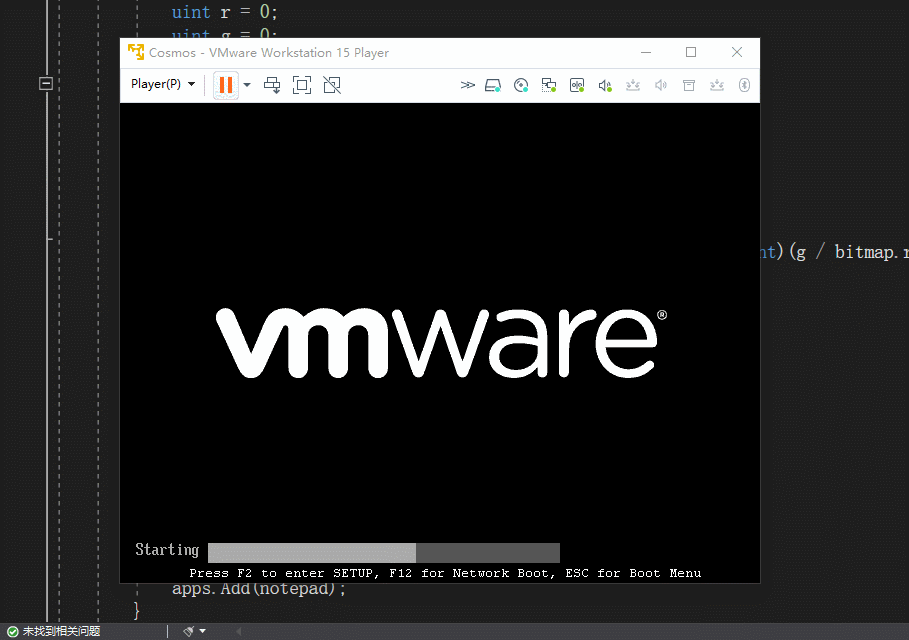 uint r = 0;
uint g = 0;
Cosmos - VMware Workstation 15 Player
Player(P)
nt)(g / bitmap.r
vmware®
Starting
Press F2 to enter SETUP, F12 for Network Boot, ESC for Boot Menu
apps.Add(notepad);
}
未找到相关问题